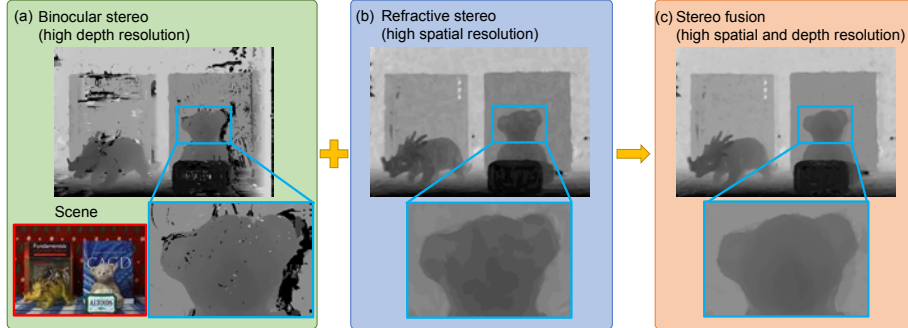 (a) Binocular stereo
(high depth resolution)
(b) Refractive stereo
(high spatial resolution)
(c) Stereo fusion
(high spatial and depth resolution)
Scene
Fundamentals
CAGD